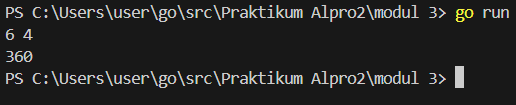 PS C:\Users\user\go\src\Praktikum Alpro2\modul 3> go run
6 4
360
PS C:\Users\user\go\src\Praktikum Alpro2\modul 3>